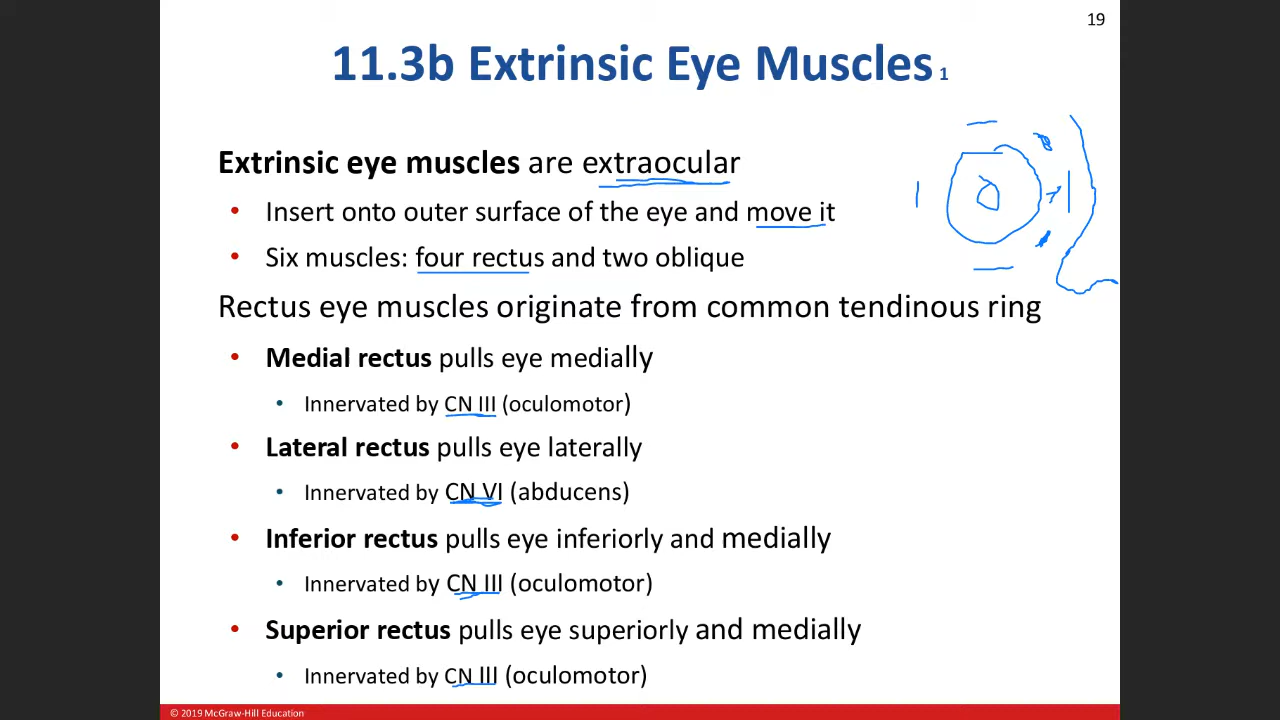 19
11.3b Extrinsic Eye Muscles 1
Extrinsic eye muscles are extraocular
• Insert onto outer surface of the eye and move it
• Six muscles: four rectus and two oblique
Rectus eye muscles originate from common tendinous ring
• Medial rectus pulls eye medially
• Innervated by CN III (oculomotor)
• Lateral rectus pulls eye laterally
• Innervated by CN VI (abducens)
• Inferior rectus pulls eye inferiorly and medially
• Innervated by CN III (oculomotor)
• Superior rectus pulls eye superiorly and medially
• Innervated by CN III (oculomotor)
© 2019 McGraw-Hill Education